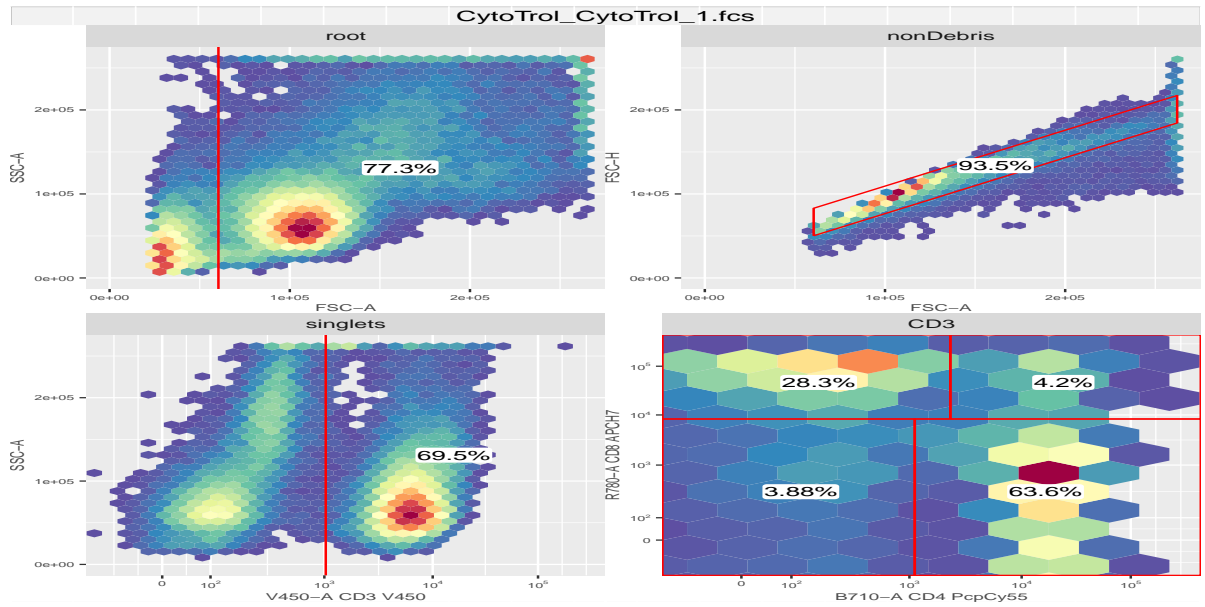 CytoTrol_CytoTrol_1.fcs
root
SSC-A
2e+05
1e+05
0e+00
77.3%
0e+00
1e+05
2e+05
FSC-A
nonDebris
FSC-H
2e+05
1e+05
0e+00
93.5%
0e+00
1e+05
2e+05
FSC-A
singlets
SSC-A
2e+05
1e+05
0e+00
69.5%
0
10²
10³
10⁴
10⁵
V450-A CD3 V450
CD3
R780-A CD8 APCH7
10⁵
10⁴
10³
10²
0
28.3%
4.2%
3.88%
63.6%
0
10²
10³
10⁴
10⁵
B710-A CD4 PcpCy55